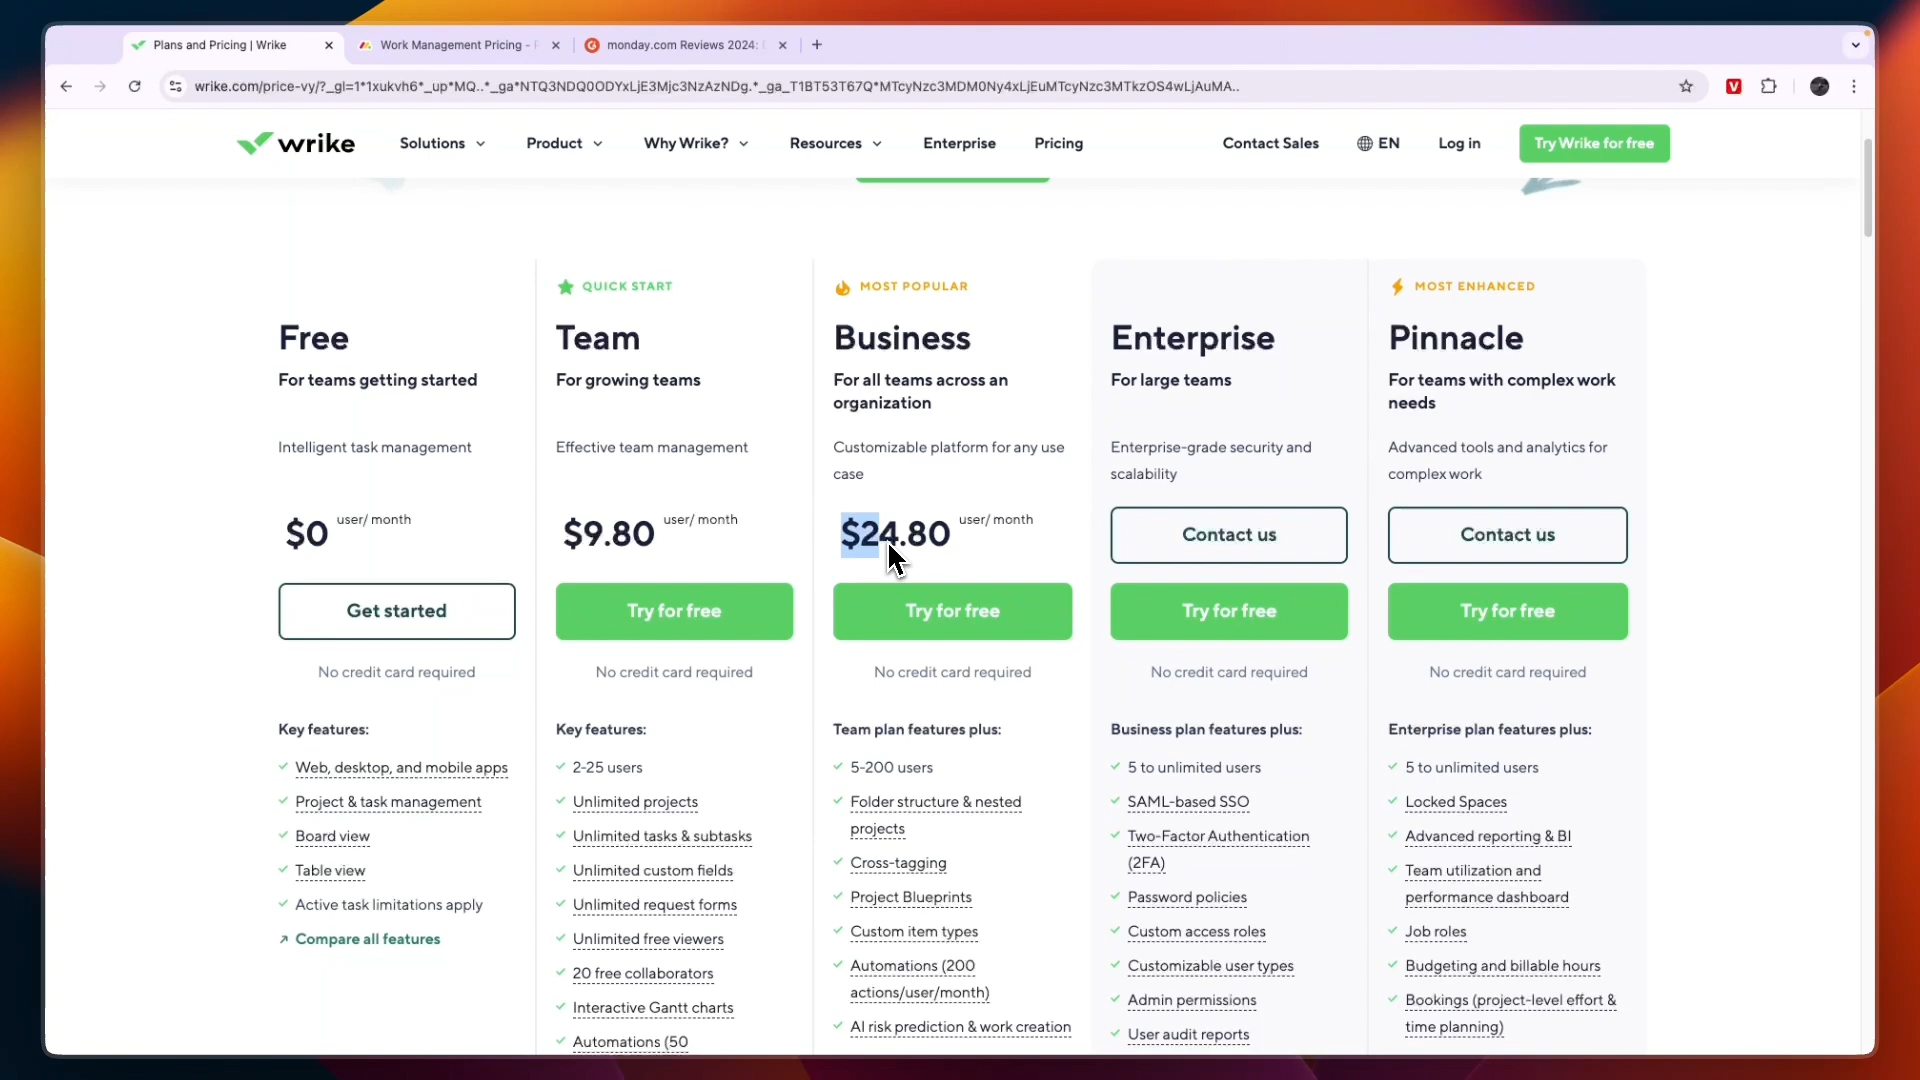 Plans and Pricing | Wrike
Work Management Pricing -
monday.com Reviews 2024:
wrike.com/price-vy/?_gl=1*1xukvh6*_up*MQ..*_ga*NTQ3NDQ0ODYxLjE3Mjc3NzAzNDg.*_ga_T1BT53T67Q*MTcyNzc3MDM0Ny4xLjEuMTcyNzc3MTkzOS4wLjAuMA..
wrike Solutions Product Why Wrike? Resources Enterprise Pricing Contact Sales EN Log in Try Wrike for free
Free
For teams getting started
Intelligent task management
$0 user/ month
Get started
No credit card required
Key features:
Web, desktop, and mobile apps
Project & task management
Board view
Table view
Active task limitations apply
Compare all features
QUICK START
Team
For growing teams
Effective team management
$9.80 user/ month
Try for free
No credit card required
Key features:
2-25 users
Unlimited projects
Unlimited tasks & subtasks
Unlimited custom fields
Unlimited request forms
Unlimited free viewers
20 free collaborators
Interactive Gantt charts
Automations (50
MOST POPULAR
Business
For all teams across an
organization
Customizable platform for any use
case
$24.80 user/ month
Try for free
No credit card required
Team plan features plus:
5-200 users
Folder structure & nested
projects
Cross-tagging
Project Blueprints
Custom item types
Automations (200
actions/user/month)
AI risk prediction & work creation
Enterprise
For large teams
Enterprise-grade security and
scalability
Contact us
Try for free
No credit card required
Business plan features plus:
5 to unlimited users
SAML-based SSO
Two-Factor Authentication
(2FA)
Password policies
Custom access roles
Customizable user types
Admin permissions
User audit reports
MOST ENHANCED
Pinnacle
For teams with complex work
needs
Advanced tools and analytics for
complex work
Contact us
Try for free
No credit card required
Enterprise plan features plus:
5 to unlimited users
Locked Spaces
Advanced reporting & BI
Team utilization and
performance dashboard
Job roles
Budgeting and billable hours
Bookings (project-level effort &
time planning)